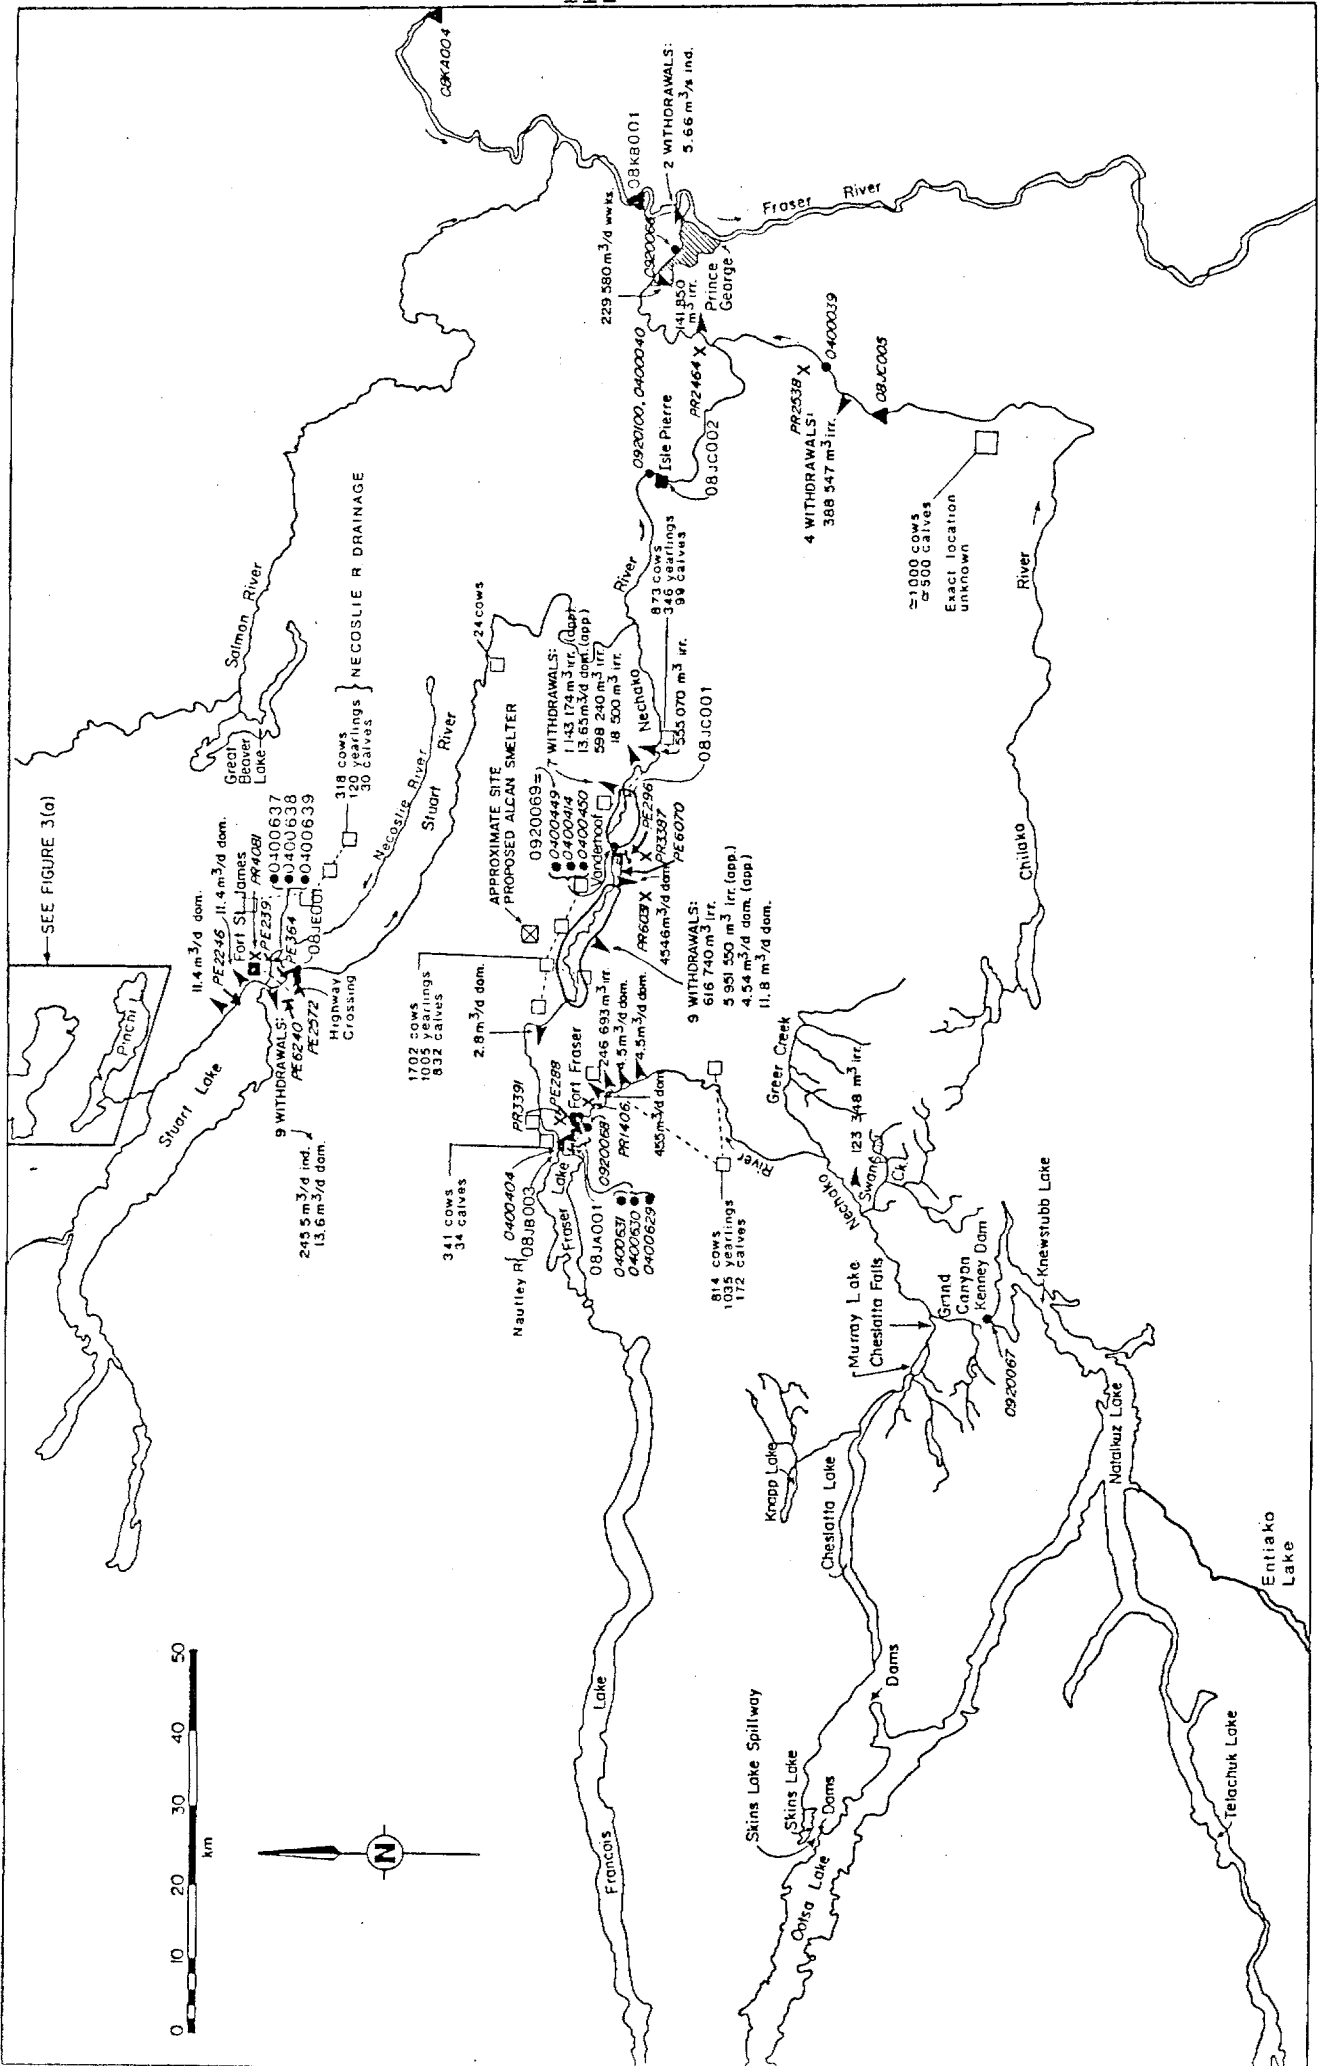 SEE FIGURE 3(a)
Pinchi
Stuart Lake
11.4 m³/d dom.
PE2246
11.4 m³/d dom.
Fort St. James
PR4081
PE239
0400637
0400638
0400639
PE364
08JE001
9 WITHDRAWALS:
PE6240
PE2572
Highway
Crossing
245.5 m³/d ind.
13.6 m³/d dom.
318 cows
120 yearlings
30 calves
NECOSLIE R DRAINAGE
Great
Beaver
Lake
Salmon River
Necoslie River
Stuart River
24 cows
08KA004
08KB001
2 WITHDRAWALS:
5.66 m³/s ind.
229 580 m³/d wwks.
0920066
141 850
m³ irr.
Prince
George
Fraser River
0920100, 0400040
Isle Pierre
08JC002
PR2464
PR2538
0400039
08JC005
4 WITHDRAWALS:
388 547 m³ irr.
≃1000 cows
≃500 calves
Exact location
unknown
Chilako River
APPROXIMATE SITE
PROPOSED ALCAN SMELTER
0920069=
0400449
0400414
0400450
Vanderhoof
7 WITHDRAWALS:
1 143 174 m³ irr. (app)
13.65 m³/d dom. (app)
598 240 m³ irr.
18 500 m³ irr.
Nechako River
873 cows
346 yearlings
99 calves
555 070 m³ irr.
08JC001
PE296
PR3387
PE6070
4546 m³/d dom
PR6031
9 WITHDRAWALS:
616 740 m³ irr.
5 951 550 m³ irr. (app.)
4.54 m³/d dom. (app)
11.8 m³/d dom.
1702 cows
1005 yearlings
832 calves
2.8 m³/d dom.
PR3391
PE288
Fort Fraser
246 693 m³ irr.
4.5 m³/d dom.
4.5 m³/d dom.
PR1406
455 m³/d dom
0920068
341 cows
34 calves
Nautley R
0400404
08JB003
Fraser Lake
08JA001
0400631
0400630
0400629
814 cows
1035 yearlings
172 calves
Nechako River
Greer Creek
123 348 m³ irr.
Swan Ck.
Murray Lake
Cheslatta Falls
Grand
Canyon
Kenney Dam
0920067
Knewstubb Lake
Natalkuz Lake
Knapp Lake
Cheslatta Lake
Entiako
Lake
Francois Lake
Skins Lake Spillway
Skins Lake
Dams
Dams
Ootsa Lake
Telachuk Lake
0 10 20 30 40 50
km
N